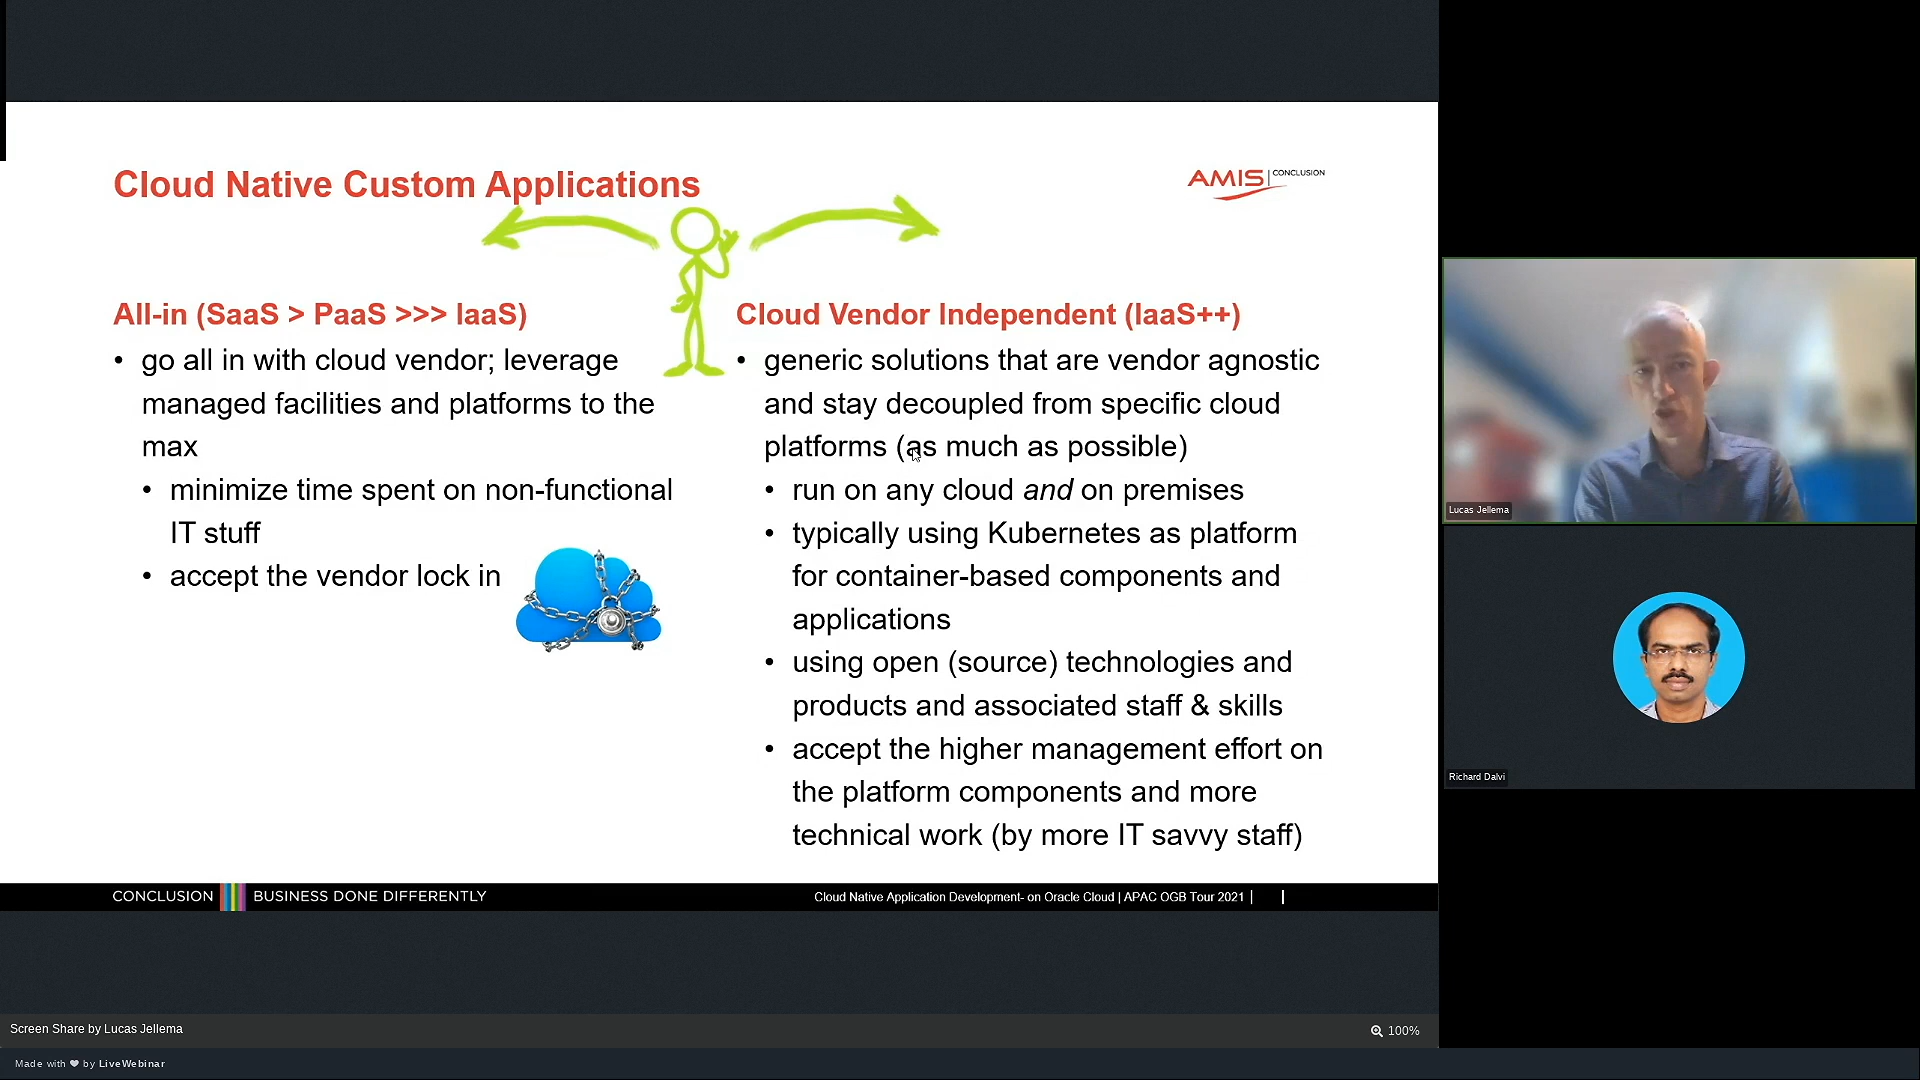 Cloud Native Custom Applications
AMIS | CONCLUSION
All-in (SaaS > PaaS >>> IaaS)
• go all in with cloud vendor; leverage
managed facilities and platforms to the
max
• minimize time spent on non-functional
IT stuff
• accept the vendor lock in
Cloud Vendor Independent (IaaS++)
• generic solutions that are vendor agnostic
and stay decoupled from specific cloud
platforms (as much as possible)
• run on any cloud and on premises
• typically using Kubernetes as platform
for container-based components and
applications
• using open (source) technologies and
products and associated staff & skills
• accept the higher management effort on
the platform components and more
technical work (by more IT savvy staff)
CONCLUSION BUSINESS DONE DIFFERENTLY
Cloud Native Application Development- on Oracle Cloud | APAC OGB Tour 2021 |
Lucas Jellema
Richard Dalvi
Screen Share by Lucas Jellema
100%
Made with ❤ by LiveWebinar